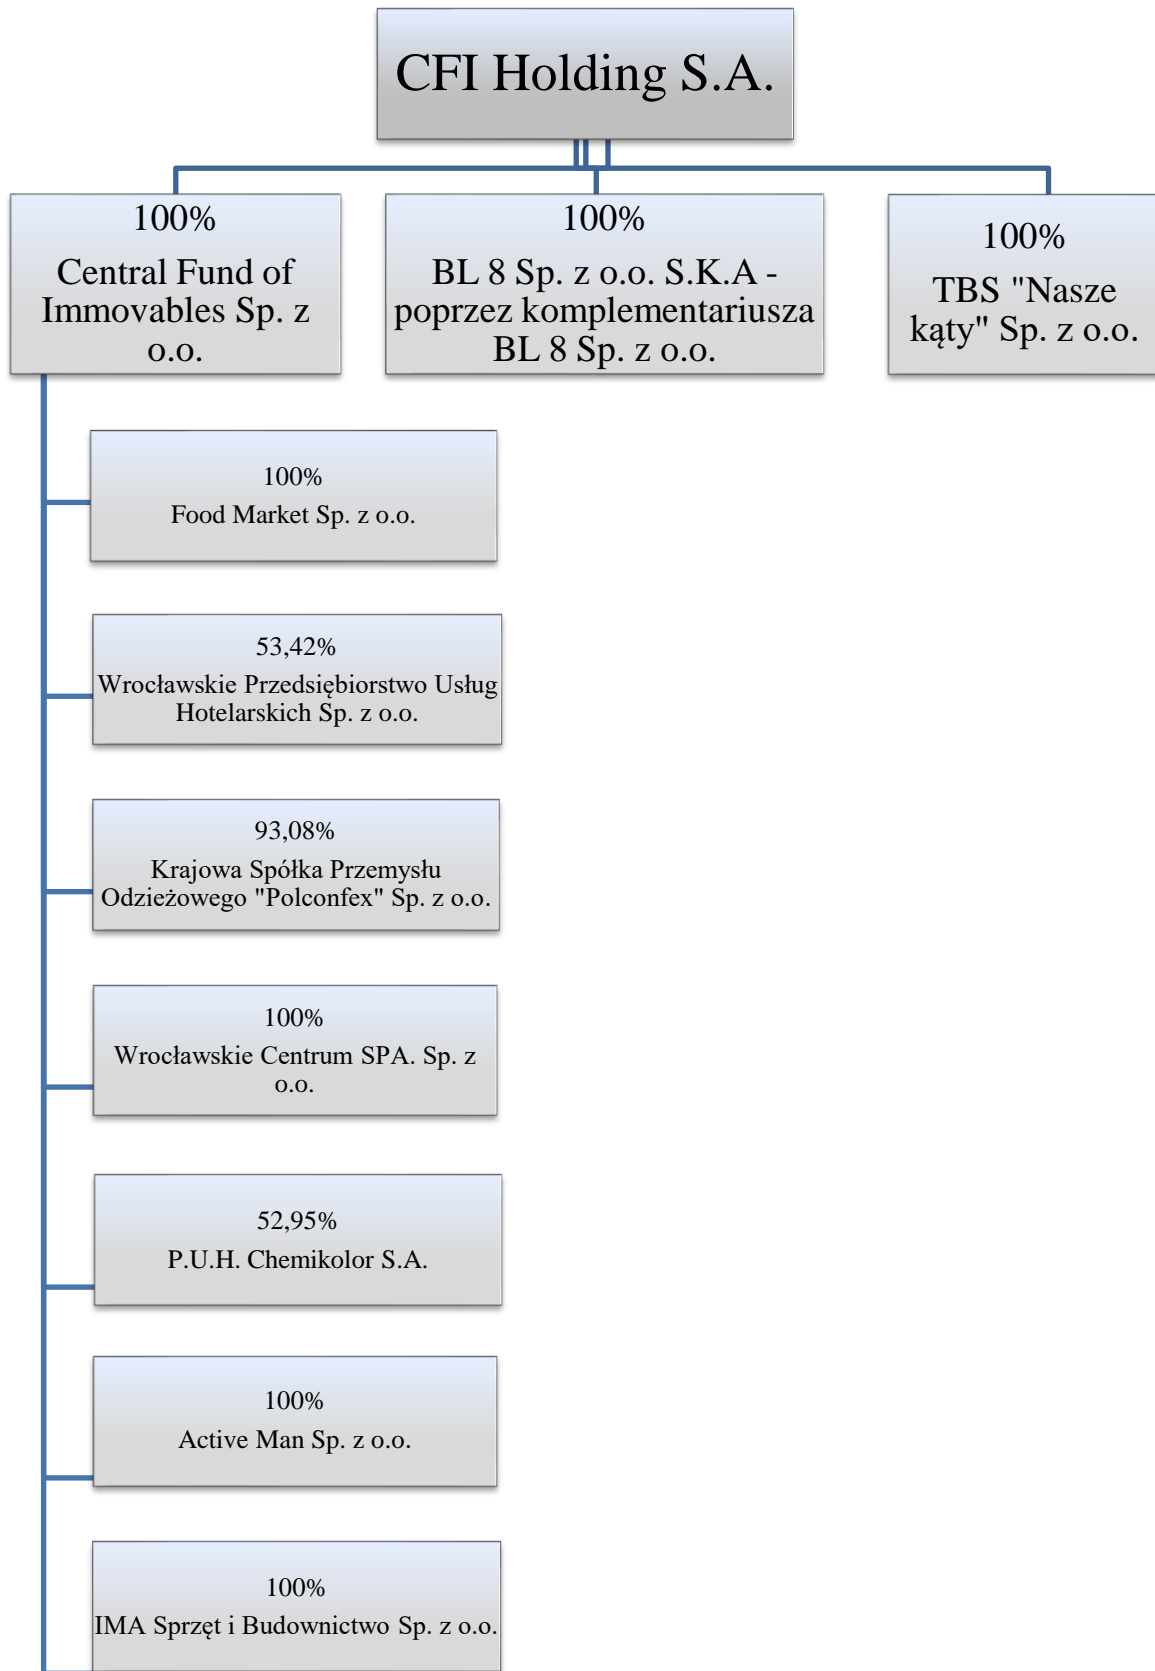 CFI Holding S.A.
100%
Central Fund of
Immovables Sp. z
o.o.
100%
BL 8 Sp. z o.o. S.K.A -
poprzez komplementariusza
BL 8 Sp. z o.o.
100%
TBS "Nasze
kąty" Sp. z o.o.
100%
Food Market Sp. z o.o.
53,42%
Wrocławskie Przedsiębiorstwo Usług
Hotelarskich Sp. z o.o.
93,08%
Krajowa Spółka Przemysłu
Odzieżowego "Polconfex" Sp. z o.o.
100%
Wrocławskie Centrum SPA. Sp. z
o.o.
52,95%
P.U.H. Chemikolor S.A.
100%
Active Man Sp. z o.o.
100%
IMA Sprzęt i Budownictwo Sp. z o.o.